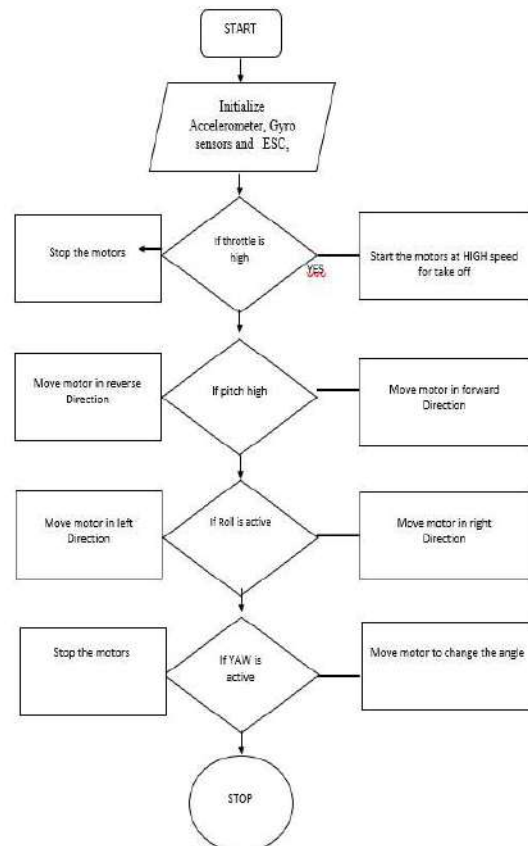 START
Initialize
Accelerometer, Gyro
sensors and ESC,
If throttle is
high
Stop the motors
YES
Start the motors at HIGH speed
for take off
If pitch high
Move motor in reverse
Direction
Move motor in forward
Direction
If Roll is active
Move motor in left
Direction
Move motor in right
Direction
If YAW is
active
Stop the motors
Move motor to change the angle
STOP